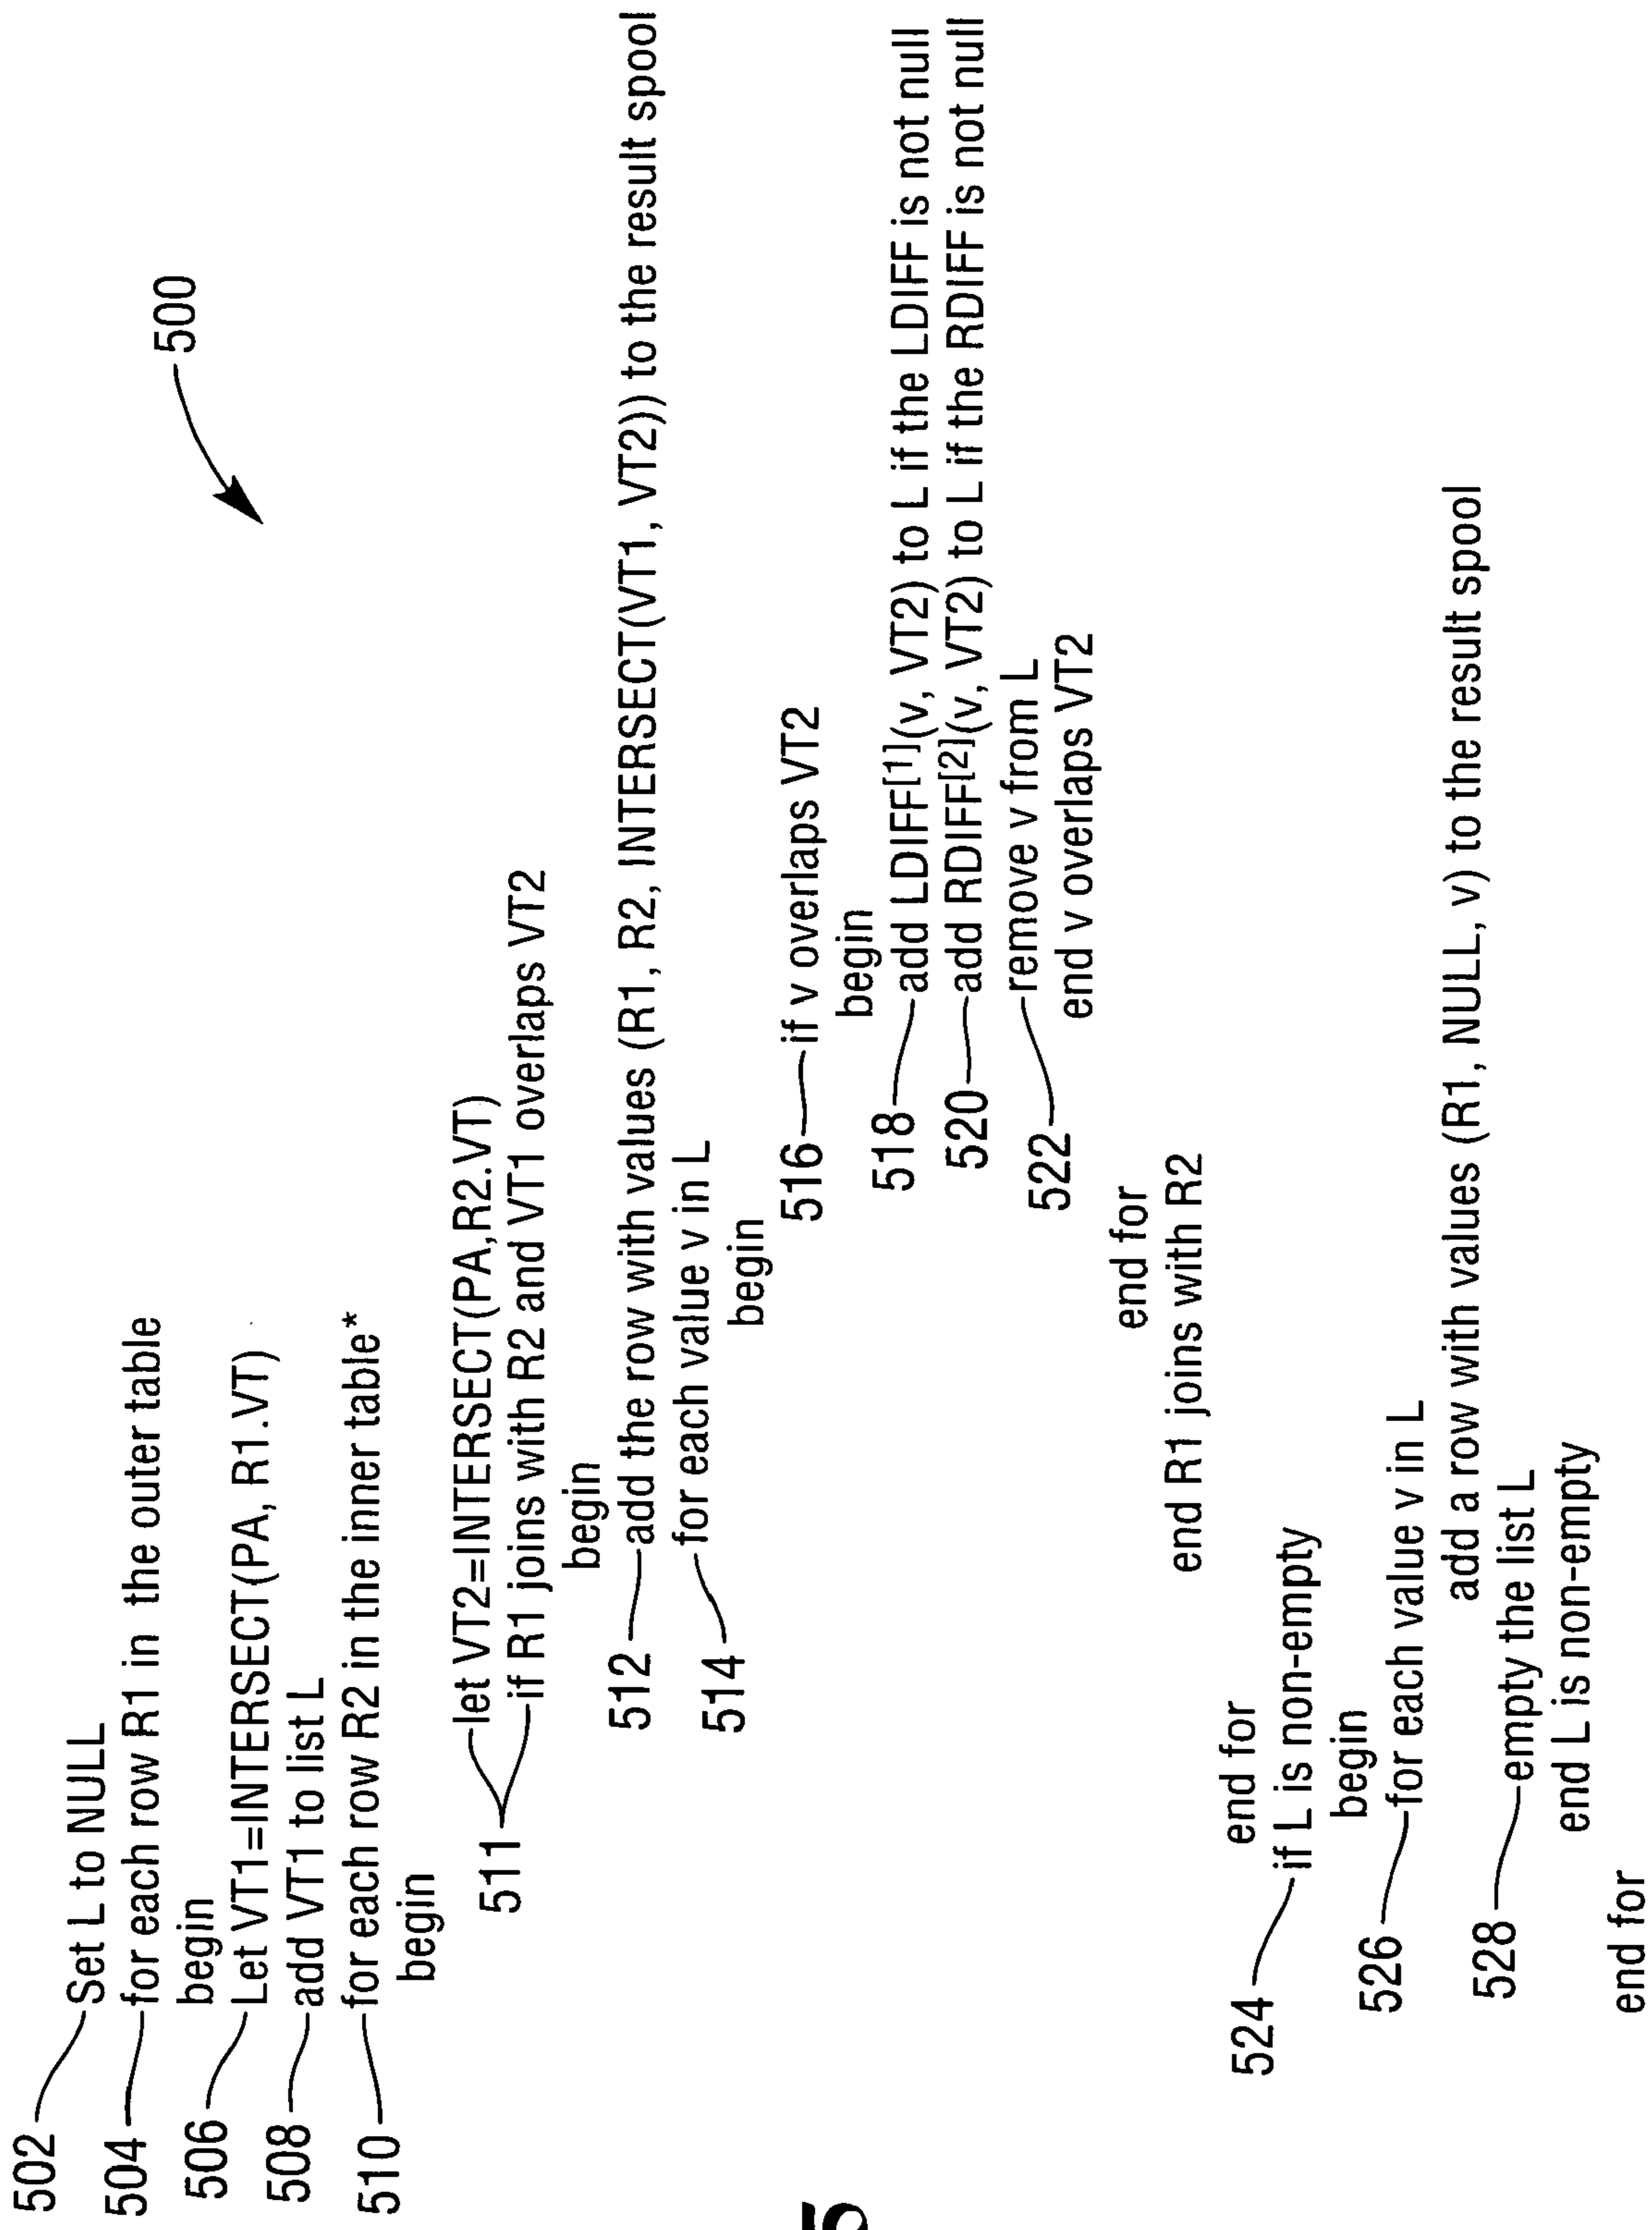 500
502 Set L to NULL
504 for each row R1 in the outer table
begin
506 Let VT1=INTERSECT(PA, R1.VT)
508 add VT1 to list L
510 for each row R2 in the inner table*
begin
511 let VT2=INTERSECT(PA,R2.VT)
if R1 joins with R2 and VT1 overlaps VT2
begin
512 add the row with values (R1, R2, INTERSECT(VT1, VT2)) to the result spool
514 for each value v in L
begin
516 if v overlaps VT2
begin
518 add LDIFF[1](v, VT2) to L if the LDIFF is not null
520 add RDIFF[2](v, VT2) to L if the RDIFF is not null
522 remove v from L
end v overlaps VT2
end for
end R1 joins with R2
end for
524 if L is non-empty
begin
526 for each value v in L
add a row with values (R1, NULL, v) to the result spool
528 empty the list L
end L is non-empty
end for
5